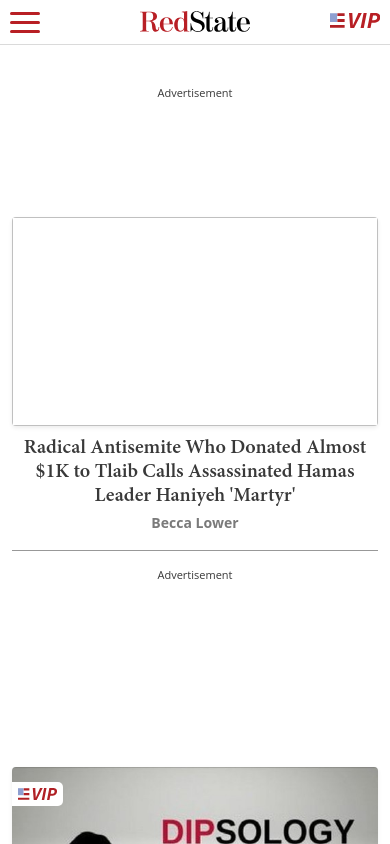 RedState
VIP
Advertisement
Radical Antisemite Who Donated Almost
$1K to Tlaib Calls Assassinated Hamas
Leader Haniyeh 'Martyr'
Becca Lower
Advertisement
VIP
DIPSOLOGY